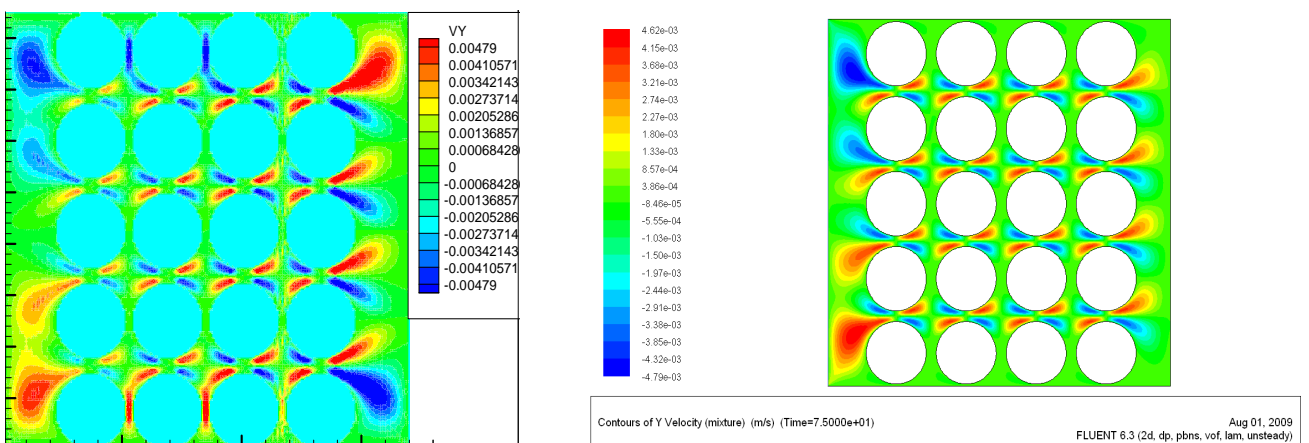 VY
0.00479
0.00410571
0.00342143
0.00273714
0.00205286
0.00136857
0.00068428
0
-0.00068428
-0.00136857
-0.00205286
-0.00273714
-0.00342143
-0.00410571
-0.00479
4.62e-03
4.15e-03
3.68e-03
3.21e-03
2.74e-03
2.27e-03
1.80e-03
1.33e-03
8.57e-04
3.86e-04
-8.46e-05
-5.55e-04
-1.03e-03
-1.50e-03
-1.97e-03
-2.44e-03
-2.91e-03
-3.38e-03
-3.85e-03
-4.32e-03
-4.79e-03
Contours of Y Velocity (mixture) (m/s) (Time=7.5000e+01)
Aug 01, 2009
FLUENT 6.3 (2d, dp, pbns, vof, lam, unsteady)